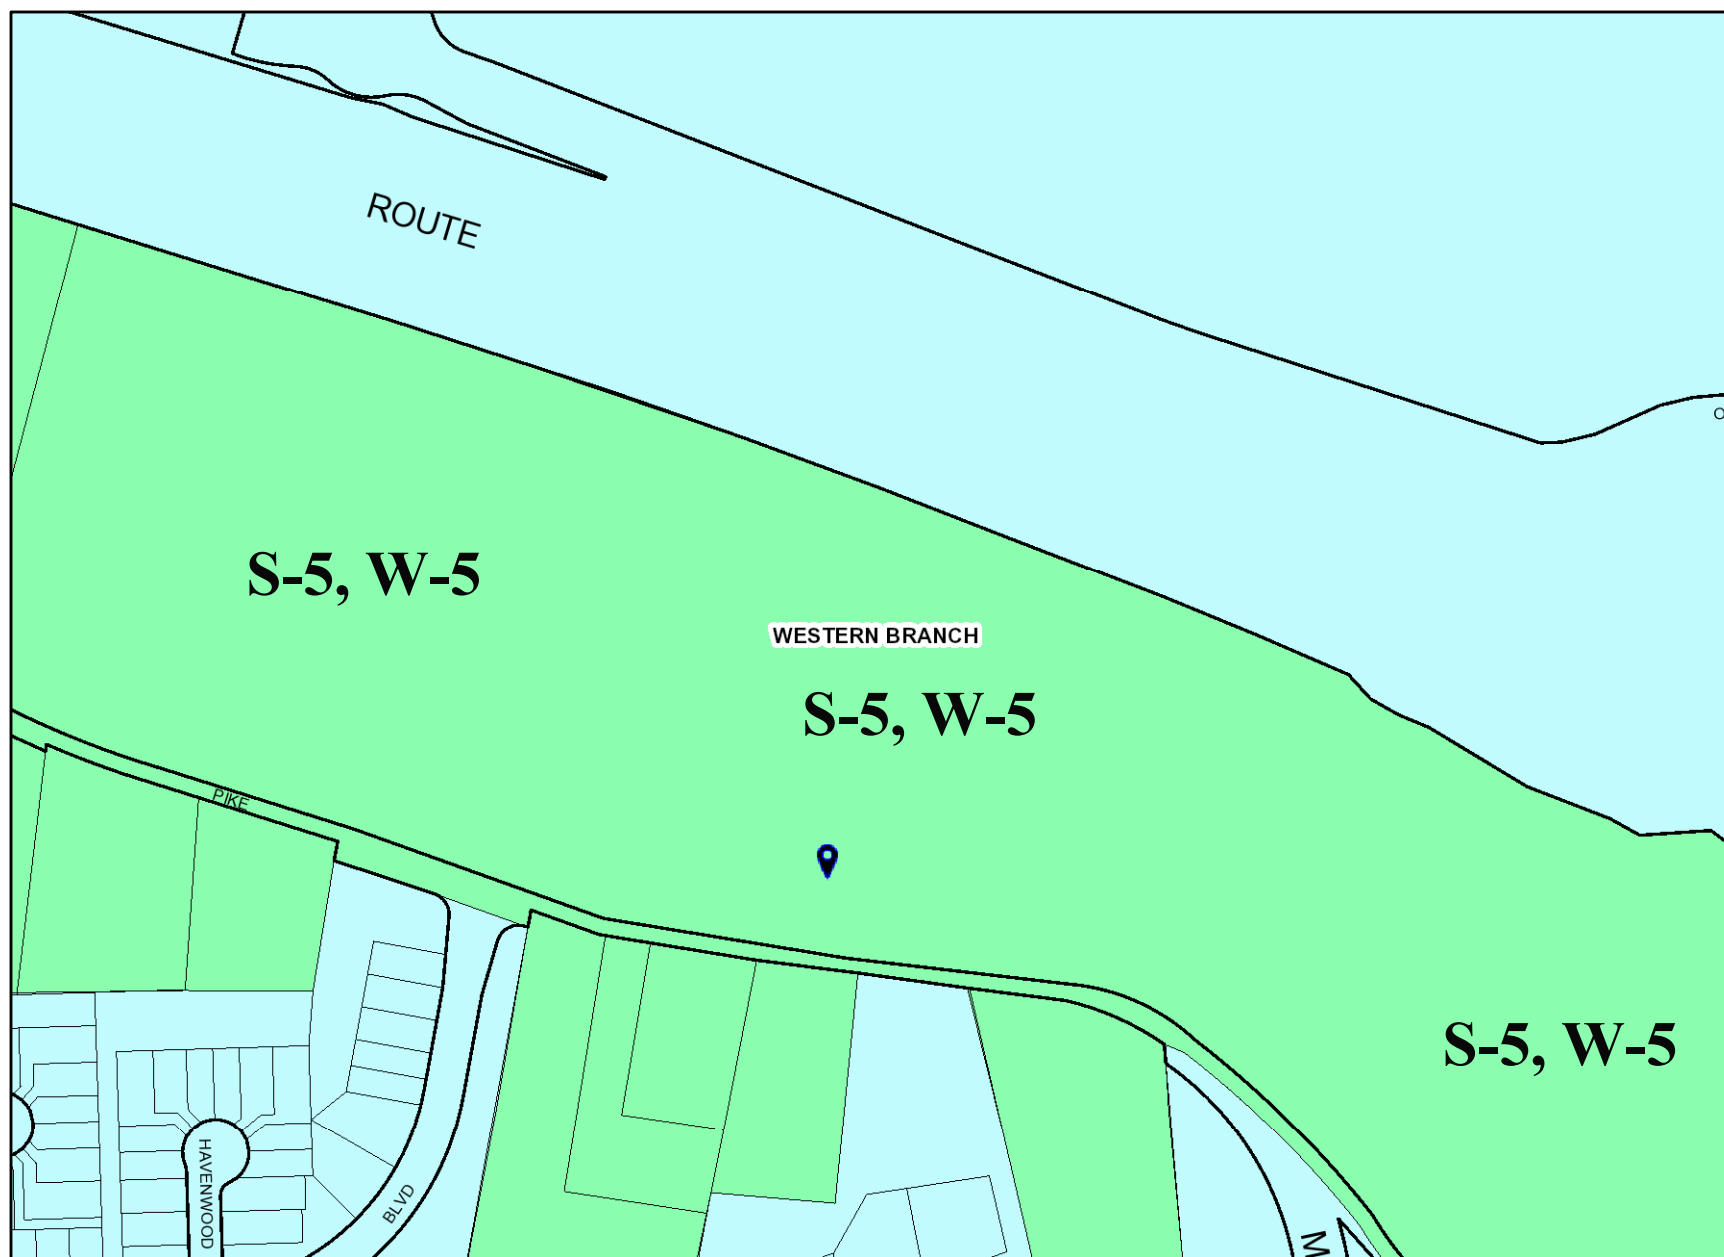 ROUTE
S-5, W-5
WESTERN BRANCH
S-5, W-5
PIKE
S-5, W-5
HAVENWOOD
BLVD